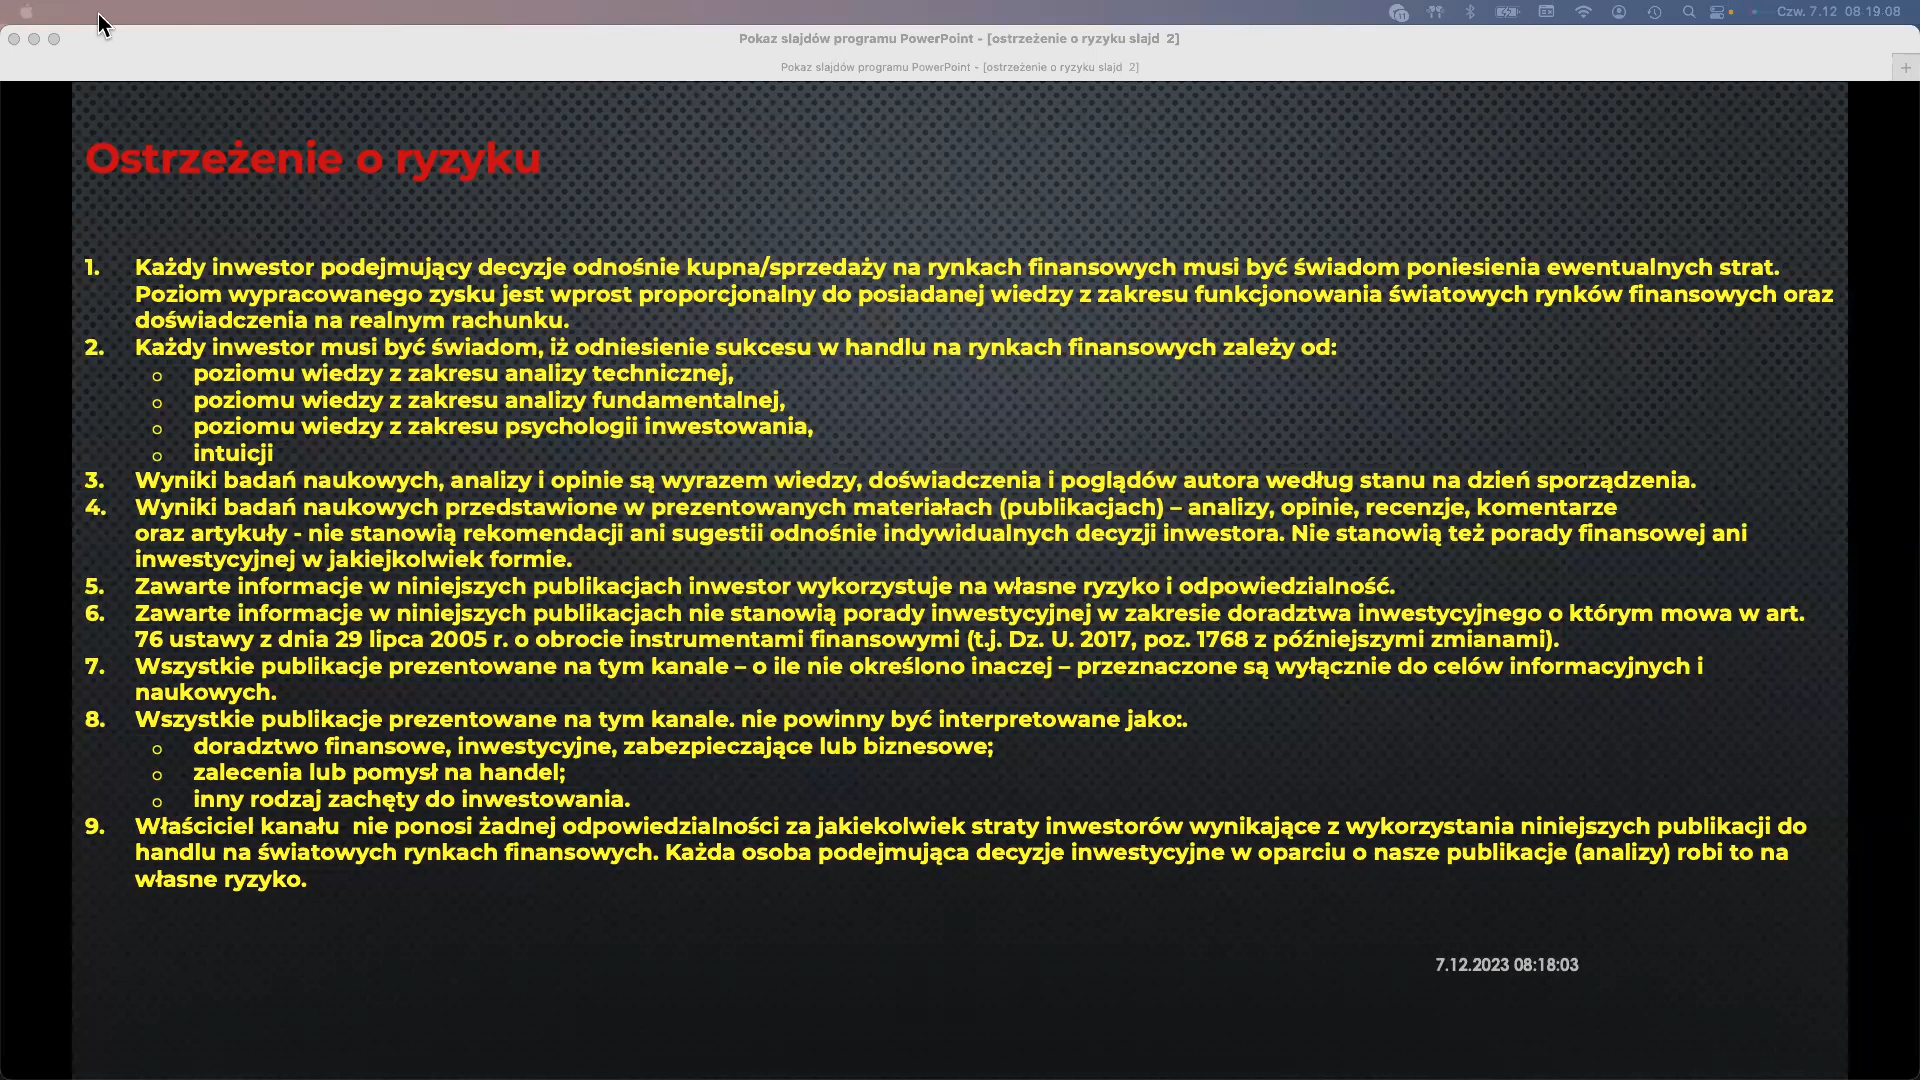 Czw. 7.12 08:19:08
Pokaz slajdów programu PowerPoint - [ostrzeżenie o ryzyku slajd 2]
Pokaz slajdów programu PowerPoint - [ostrzeżenie o ryzyku slajd 2]
Ostrzeżenie o ryzyku
1. Każdy inwestor podejmujący decyzje odnośnie kupna/sprzedaży na rynkach finansowych musi być świadom poniesienia ewentualnych strat.
Poziom wypracowanego zysku jest wprost proporcjonalny do posiadanej wiedzy z zakresu funkcjonowania światowych rynków finansowych oraz
doświadczenia na realnym rachunku.
2. Każdy inwestor musi być świadom, iż odniesienie sukcesu w handlu na rynkach finansowych zależy od:
o poziomu wiedzy z zakresu analizy technicznej,
o poziomu wiedzy z zakresu analizy fundamentalnej,
o poziomu wiedzy z zakresu psychologii inwestowania,
o intuicji
3. Wyniki badań naukowych, analizy i opinie są wyrazem wiedzy, doświadczenia i poglądów autora według stanu na dzień sporządzenia.
4. Wyniki badań naukowych przedstawione w prezentowanych materiałach (publikacjach) – analizy, opinie, recenzje, komentarze
oraz artykuły - nie stanowią rekomendacji ani sugestii odnośnie indywidualnych decyzji inwestora. Nie stanowią też porady finansowej ani
inwestycyjnej w jakiejkolwiek formie.
5. Zawarte informacje w niniejszych publikacjach inwestor wykorzystuje na własne ryzyko i odpowiedzialność.
6. Zawarte informacje w niniejszych publikacjach nie stanowią porady inwestycyjnej w zakresie doradztwa inwestycyjnego o którym mowa w art.
76 ustawy z dnia 29 lipca 2005 r. o obrocie instrumentami finansowymi (t.j. Dz. U. 2017, poz. 1768 z późniejszymi zmianami).
7. Wszystkie publikacje prezentowane na tym kanale – o ile nie określono inaczej – przeznaczone są wyłącznie do celów informacyjnych i
naukowych.
8. Wszystkie publikacje prezentowane na tym kanale. nie powinny być interpretowane jako:.
o doradztwo finansowe, inwestycyjne, zabezpieczające lub biznesowe;
o zalecenia lub pomysł na handel;
o inny rodzaj zachęty do inwestowania.
9. Właściciel kanału nie ponosi żadnej odpowiedzialności za jakiekolwiek straty inwestorów wynikające z wykorzystania niniejszych publikacji do
handlu na światowych rynkach finansowych. Każda osoba podejmująca decyzje inwestycyjne w oparciu o nasze publikacje (analizy) robi to na
własne ryzyko.
7.12.2023 08:18:03